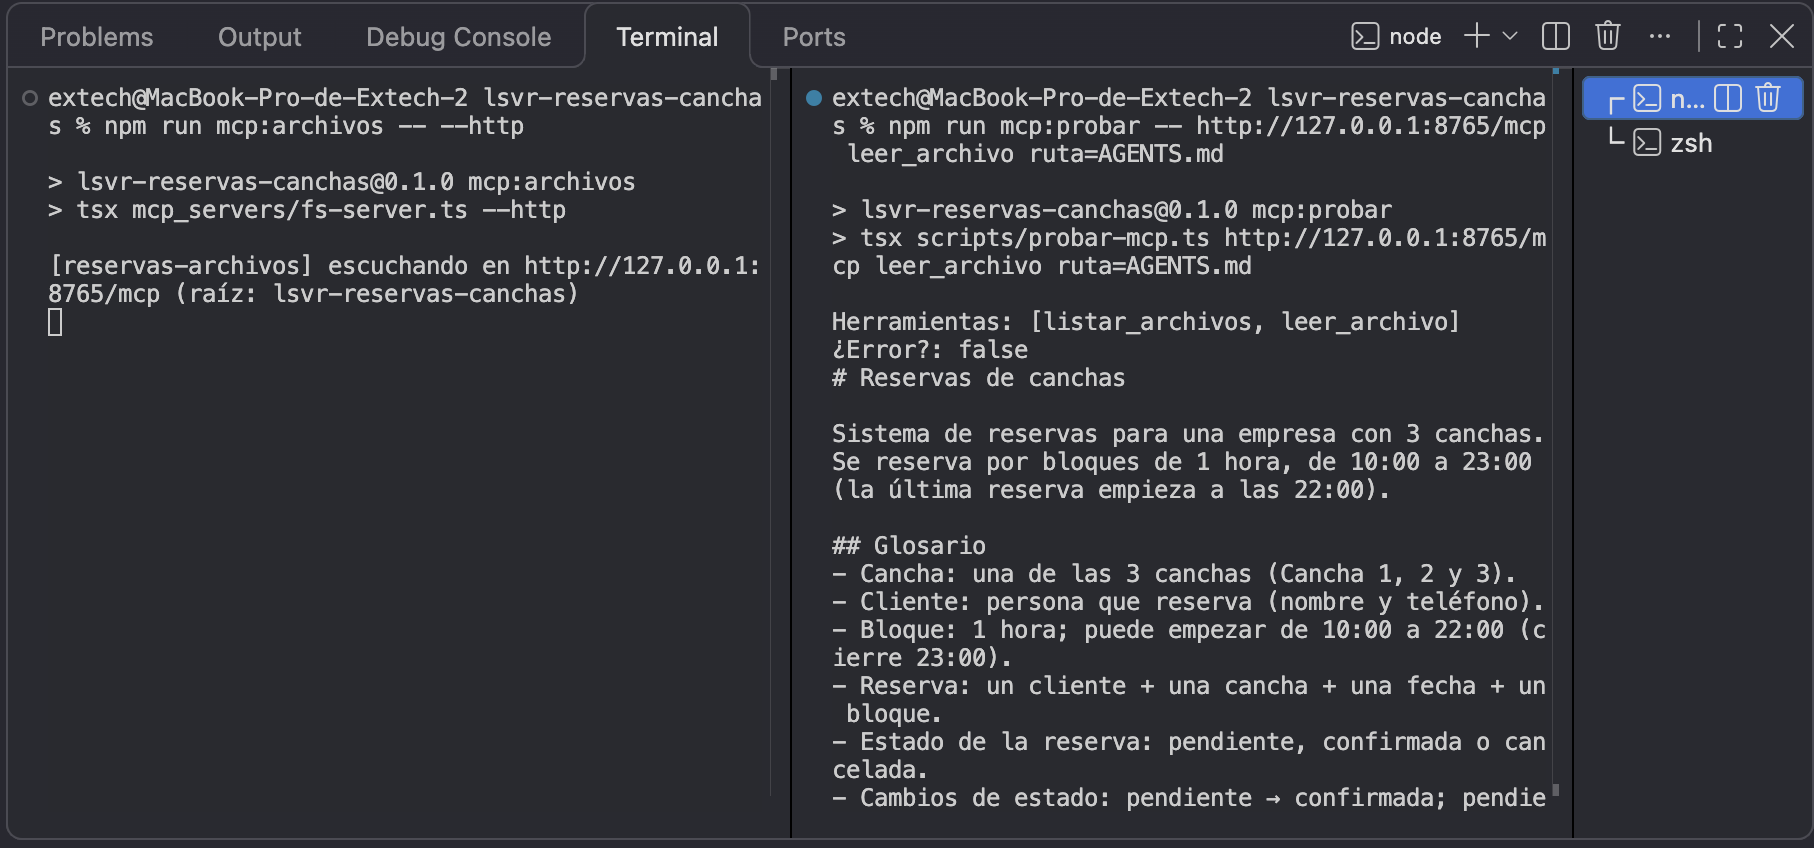 Problems Output Debug Console Terminal Ports node
extech@MacBook-Pro-de-Extech-2 lsvr-reservas-cancha
s % npm run mcp:archivos -- --http
> lsvr-reservas-canchas@0.1.0 mcp:archivos
> tsx mcp_servers/fs-server.ts --http
[reservas-archivos] escuchando en http://127.0.0.1:
8765/mcp (raíz: lsvr-reservas-canchas)
extech@MacBook-Pro-de-Extech-2 lsvr-reservas-cancha
s % npm run mcp:probar -- http://127.0.0.1:8765/mcp
leer_archivo ruta=AGENTS.md
> lsvr-reservas-canchas@0.1.0 mcp:probar
> tsx scripts/probar-mcp.ts http://127.0.0.1:8765/m
cp leer_archivo ruta=AGENTS.md
Herramientas: [listar_archivos, leer_archivo]
¿Error?: false
# Reservas de canchas
Sistema de reservas para una empresa con 3 canchas.
Se reserva por bloques de 1 hora, de 10:00 a 23:00
(la última reserva empieza a las 22:00).
## Glosario
- Cancha: una de las 3 canchas (Cancha 1, 2 y 3).
- Cliente: persona que reserva (nombre y teléfono).
- Bloque: 1 hora; puede empezar de 10:00 a 22:00 (c
ierre 23:00).
- Reserva: un cliente + una cancha + una fecha + un
bloque.
- Estado de la reserva: pendiente, confirmada o can
celada.
- Cambios de estado: pendiente → confirmada; pendie
n...
zsh